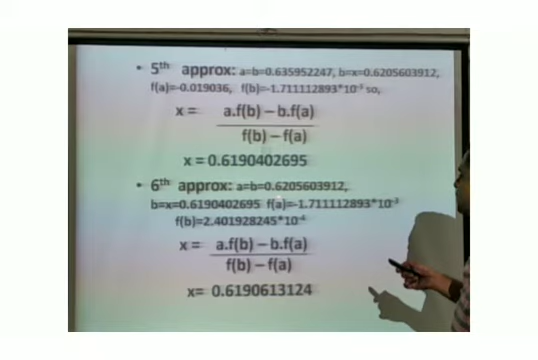 • 5th approx: a=b=0.635952247, b=x=0.6205603912,
f(a)=-0.019036, f(b)=-1.711112893*10-3 so,
x = a.f(b) – b.f(a)
f(b) – f(a)
x = 0.6190402695
• 6th approx: a=b=0.6205603912,
b=x=0.6190402695 f(a)=-1.711112893*10-3
f(b)=2.401928245*10-4
x = a.f(b) – b.f(a)
f(b) – f(a)
x= 0.6190613124